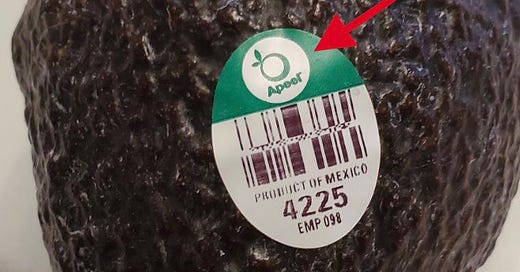 Apeel
PRODUCT OF MEXICO
4225
EMP 098